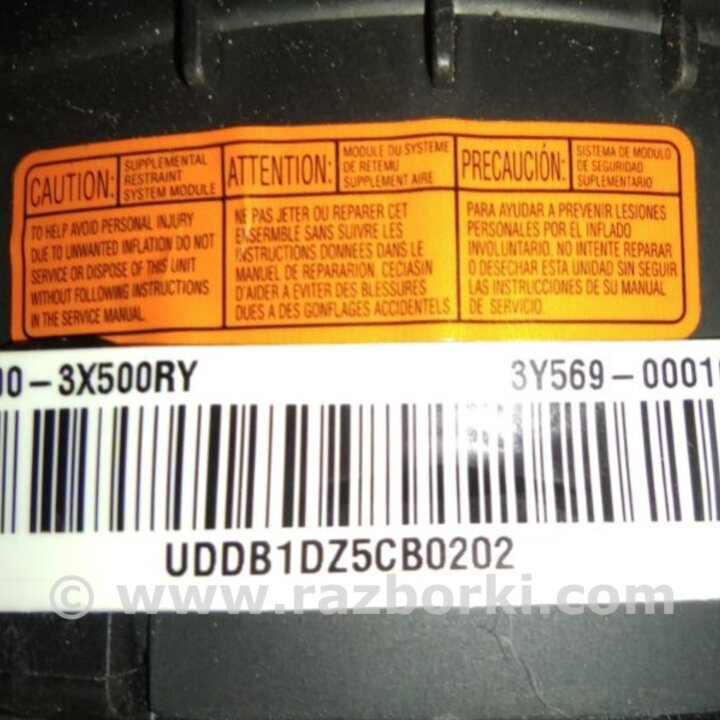 CAUTION:
SUPPLEMENTAL
RESTRAINT
SYSTEM MODULE
TO HELP AVOID PERSONAL INJURY
DUE TO UNWANTED INFLATION DO NOT
SERVICE OR DISPOSE OF THIS UNIT
WITHOUT FOLLOWING INSTRUCTIONS
IN THE SERVICE MANUAL.
ATTENTION:
MODULE DU SYSTEME
DE RETEMU
SUPPLEMENT AIRE
NE PAS JETER OU REPARER CET
ENSERMBLE SANS SUIVRE LES
INSTRUCTIONS DONNEES DANS LE
MANUEL DE REPARARION. CECIASIN
D'AIDER A EVITER DES BLESSURES
DUES A DES GONFLAGES ACCIDENTELS.
PRECAUCIÓN:
SISTEMA DE MODULO
DE SEGURIDAD
SUPLEMENTARIO
PARA AYUDAR A PREVENIR LESIONES
PERSONALES POR EL INFLADO
INVOLUNTARIO. NO INTENTE REPARAR
O DESECHAR ESTA UNIDAD SIN SEGUIR
LAS INSTRUCCIONES DE SU MANUAL
DE SERVICIO.
00-3X500RY
3Y569-0001
UDDB1DZ5CB0202
© www.razborki.com